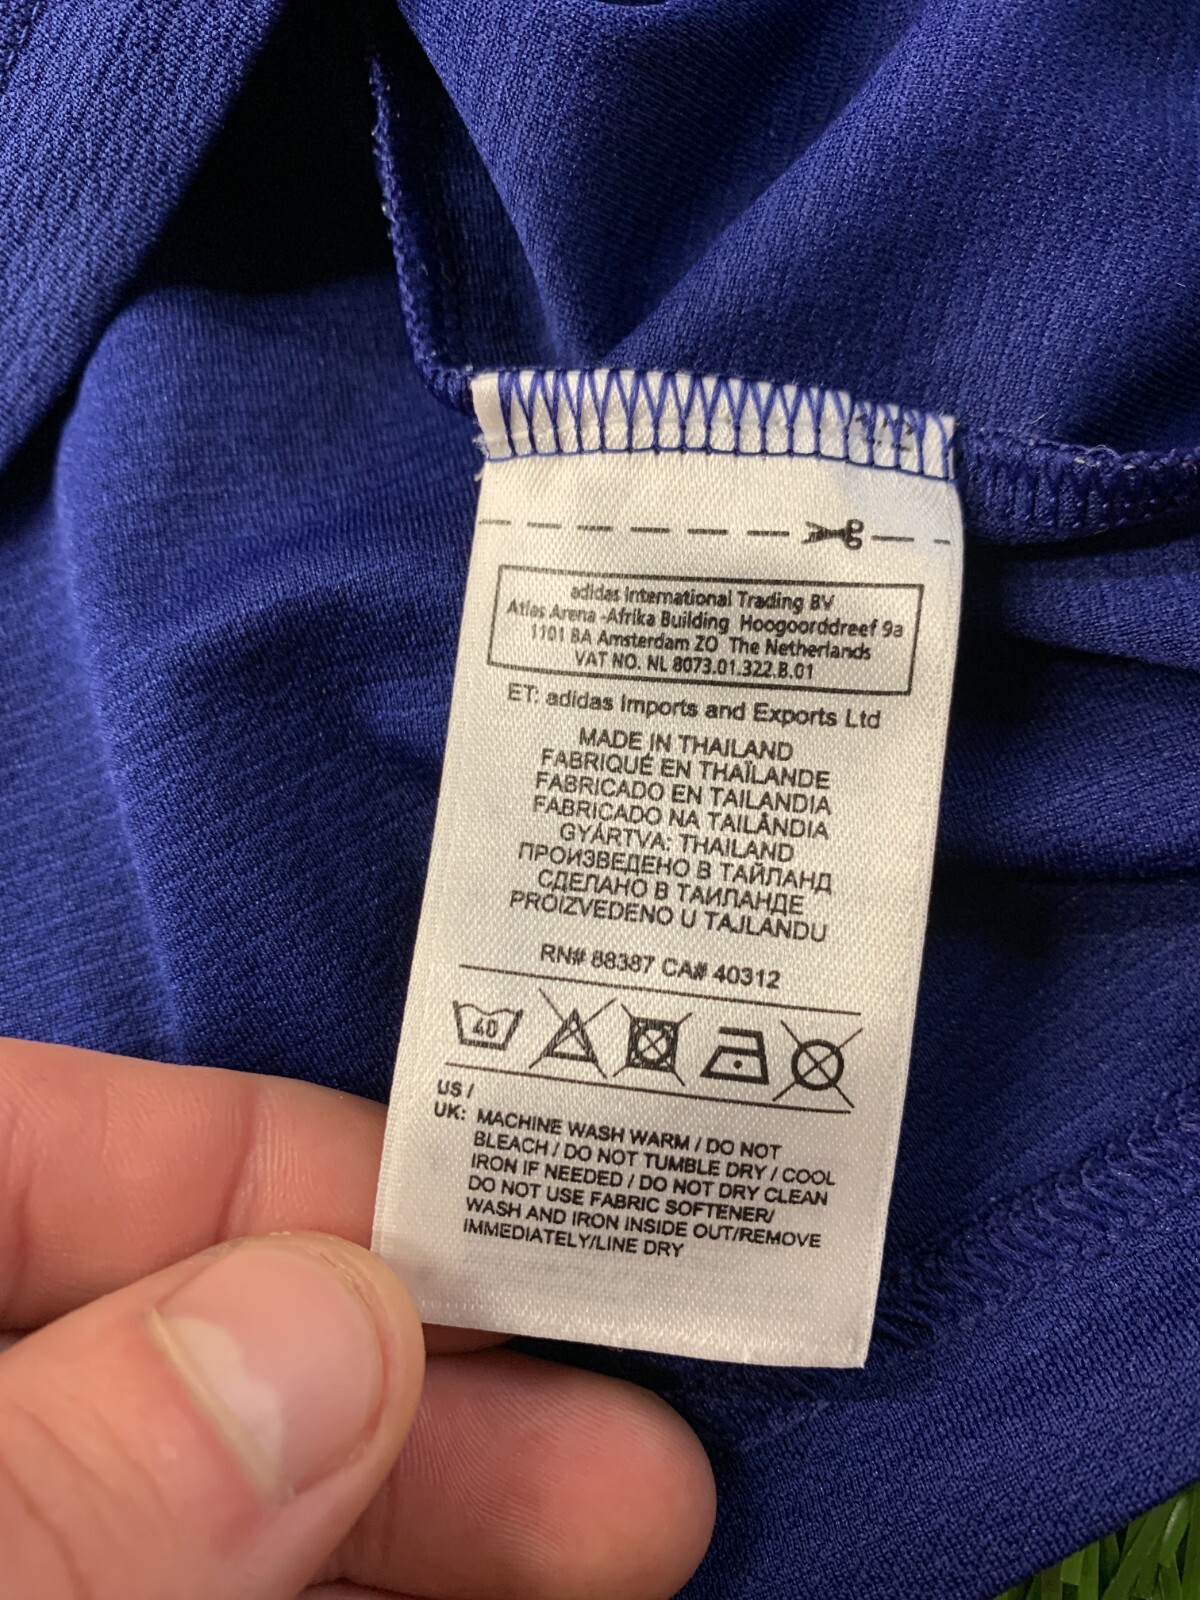 adidas International Trading BV
Atlas Arena -Afrika Building Hoogoorddreef 9a
1101 BA Amsterdam ZO The Netherlands
VAT NO. NL 8073.01.322.B.01
ET: adidas Imports and Exports Ltd
MADE IN THAILAND
FABRIQUÉ EN THAÏLANDE
FABRICADO EN TAILANDIA
FABRICADO NA TAILÂNDIA
GYÁRTVA: THAILAND
ПРОИЗВЕДЕНО В ТАЙЛАНД
СДЕЛАНО В ТАИЛАНДЕ
PROIZVEDENO U TAJLANDU
RN# 88387 CA# 40312
40
US /
UK: MACHINE WASH WARM / DO NOT
BLEACH / DO NOT TUMBLE DRY / COOL
IRON IF NEEDED / DO NOT DRY CLEAN
DO NOT USE FABRIC SOFTENER/
WASH AND IRON INSIDE OUT/REMOVE
IMMEDIATELY/LINE DRY